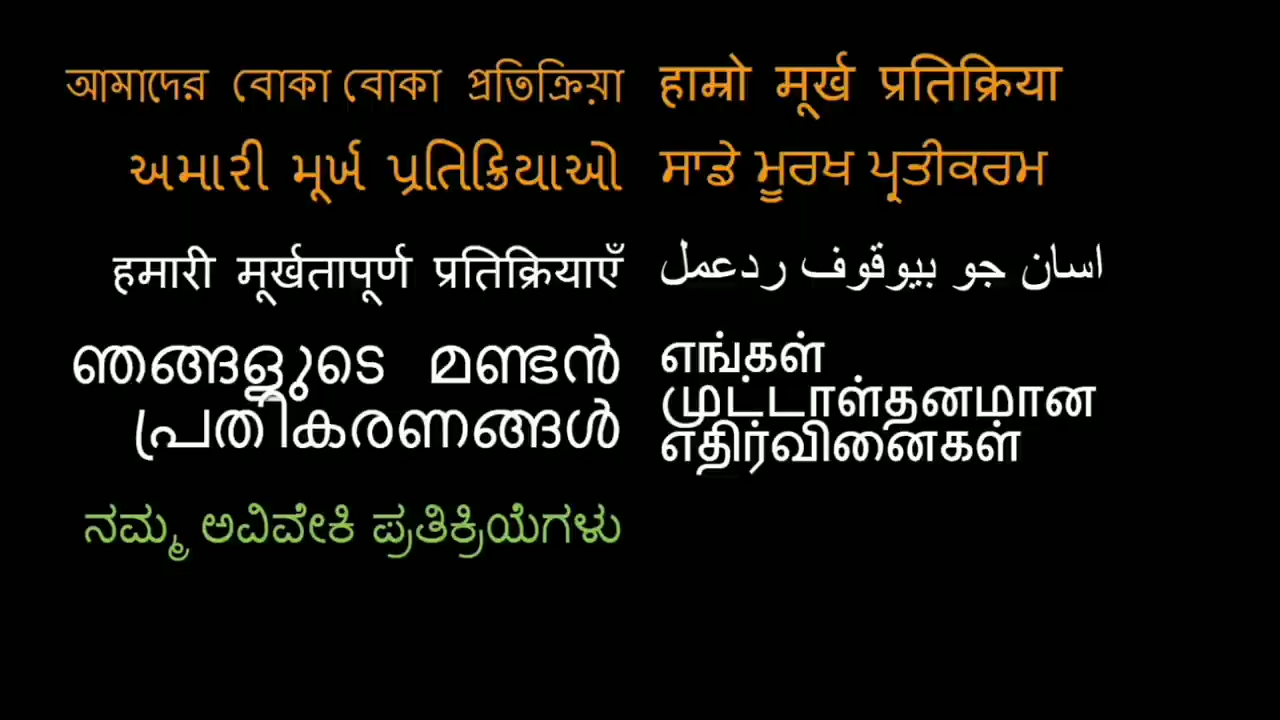 আমাদের বোকা বোকা প্রতিক্রিয়া
हाम्रो मूर्ख प्रतिक्रिया
અમારી મૂર્ખ પ્રતિક્રિયાઓ
ਸਾਡੇ ਮੂਰਖ ਪ੍ਰਤੀਕਰਮ
हमारी मूर्खतापूर्ण प्रतिक्रियाएँ
اسان جو بيوقوف ردعمل
ഞങ്ങളുടെ മണ്ടൻ
പ്രതികരണങ്ങൾ
எங்கள்
முட்டாள்தனமான
எதிர்வினைகள்
ನಮ್ಮ ಅವಿವೇಕಿ ಪ್ರತಿಕ್ರಿಯೆಗಳು